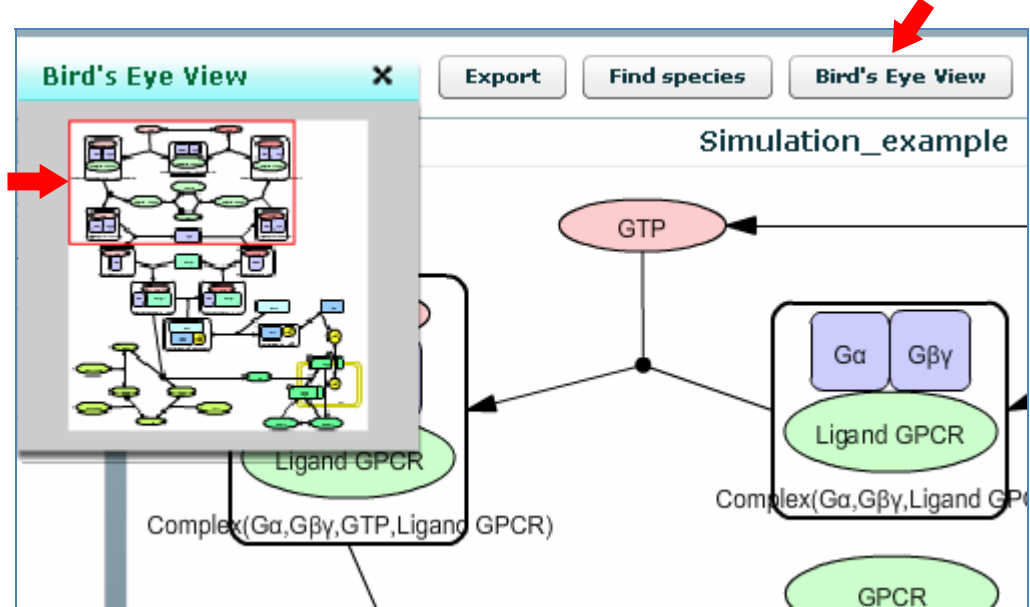 Bird's Eye View ×
Export
Find species
Bird's Eye View
Simulation_example
GTP
Gα
Gβγ
Ligand GPCR
Ligand GPCR
Complex(Gα,Gβγ,Ligand GP
Complex(Gα,Gβγ,GTP,Ligand GPCR)
GPCR